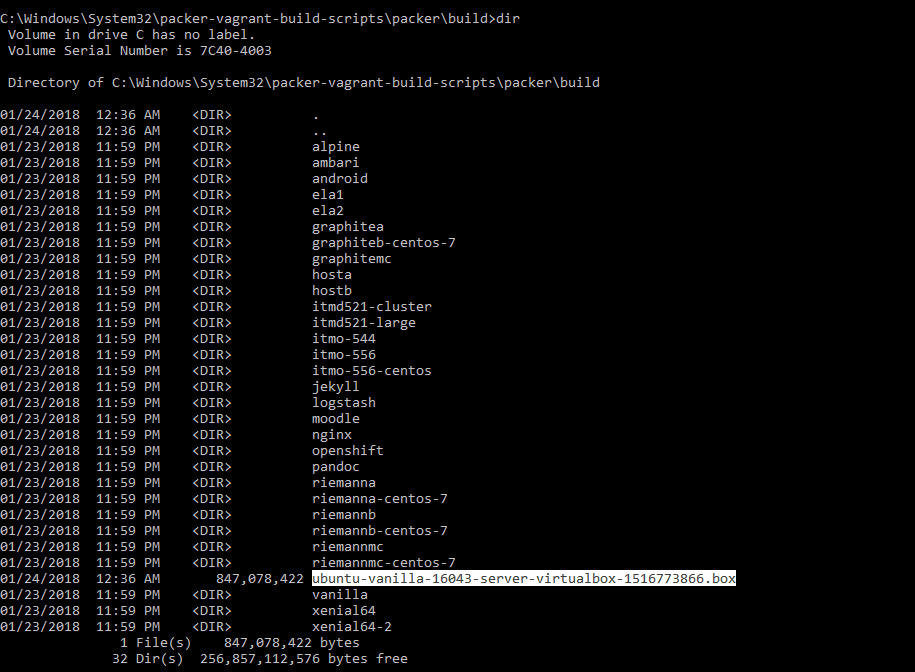 C:\Windows\System32\packer-vagrant-build-scripts\packer\build>dir
 Volume in drive C has no label.
 Volume Serial Number is 7C40-4003

 Directory of C:\Windows\System32\packer-vagrant-build-scripts\packer\build

01/24/2018  12:36 AM    <DIR>          .
01/24/2018  12:36 AM    <DIR>          ..
01/23/2018  11:59 PM    <DIR>          alpine
01/23/2018  11:59 PM    <DIR>          ambari
01/23/2018  11:59 PM    <DIR>          android
01/23/2018  11:59 PM    <DIR>          ela1
01/23/2018  11:59 PM    <DIR>          ela2
01/23/2018  11:59 PM    <DIR>          graphitea
01/23/2018  11:59 PM    <DIR>          graphiteb-centos-7
01/23/2018  11:59 PM    <DIR>          graphitemc
01/23/2018  11:59 PM    <DIR>          hosta
01/23/2018  11:59 PM    <DIR>          hostb
01/23/2018  11:59 PM    <DIR>          itmd521-cluster
01/23/2018  11:59 PM    <DIR>          itmd521-large
01/23/2018  11:59 PM    <DIR>          itmo-544
01/23/2018  11:59 PM    <DIR>          itmo-556
01/23/2018  11:59 PM    <DIR>          itmo-556-centos
01/23/2018  11:59 PM    <DIR>          jekyll
01/23/2018  11:59 PM    <DIR>          logstash
01/23/2018  11:59 PM    <DIR>          moodle
01/23/2018  11:59 PM    <DIR>          nginx
01/23/2018  11:59 PM    <DIR>          openshift
01/23/2018  11:59 PM    <DIR>          pandoc
01/23/2018  11:59 PM    <DIR>          riemanna
01/23/2018  11:59 PM    <DIR>          riemanna-centos-7
01/23/2018  11:59 PM    <DIR>          riemannb
01/23/2018  11:59 PM    <DIR>          riemannb-centos-7
01/23/2018  11:59 PM    <DIR>          riemannmc
01/23/2018  11:59 PM    <DIR>          riemannmc-centos-7
01/24/2018  12:36 AM       847,078,422 ubuntu-vanilla-16043-server-virtualbox-1516773866.box
01/23/2018  11:59 PM    <DIR>          vanilla
01/23/2018  11:59 PM    <DIR>          xenial64
01/23/2018  11:59 PM    <DIR>          xenial64-2
               1 File(s)    847,078,422 bytes
              32 Dir(s)  256,857,112,576 bytes free